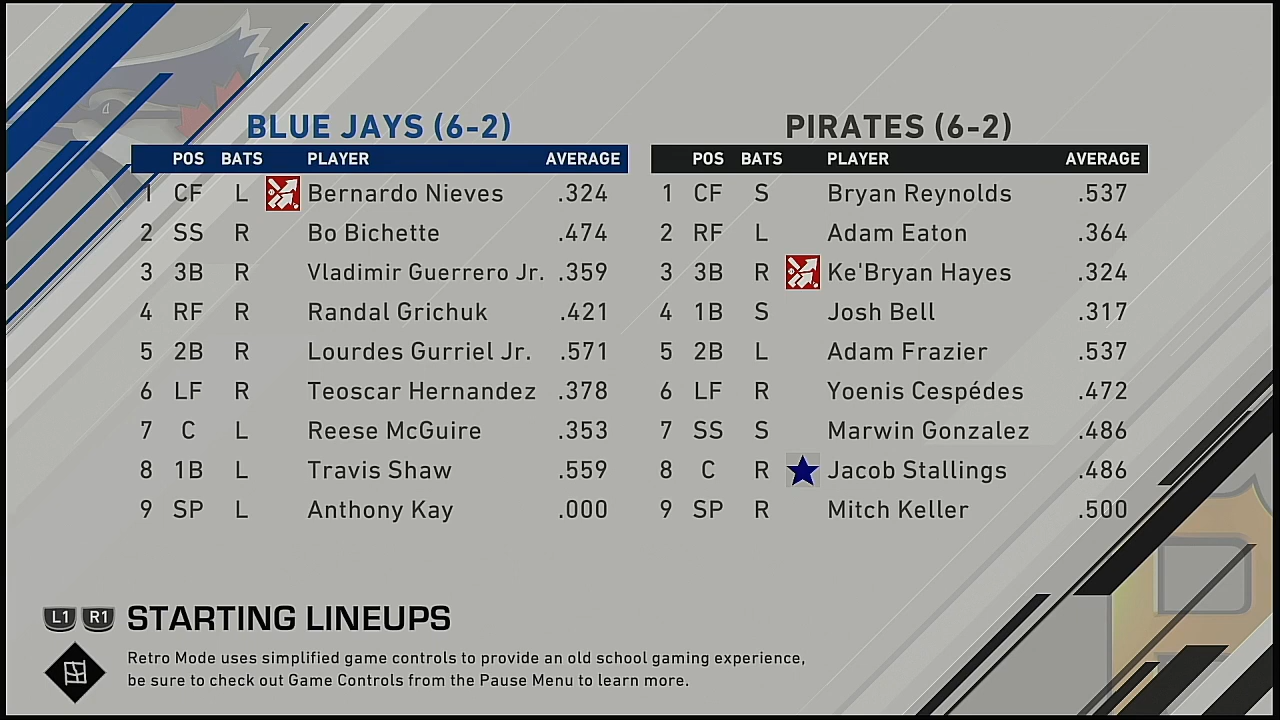 BLUE JAYS (6-2)
POS BATS PLAYER AVERAGE
1 CF L Bernardo Nieves .324
2 SS R Bo Bichette .474
3 3B R Vladimir Guerrero Jr. .359
4 RF R Randal Grichuk .421
5 2B R Lourdes Gurriel Jr. .571
6 LF R Teoscar Hernandez .378
7 C L Reese McGuire .353
8 1B L Travis Shaw .559
9 SP L Anthony Kay .000
PIRATES (6-2)
POS BATS PLAYER AVERAGE
1 CF S Bryan Reynolds .537
2 RF L Adam Eaton .364
3 3B R Ke'Bryan Hayes .324
4 1B S Josh Bell .317
5 2B L Adam Frazier .537
6 LF R Yoenis Cespédes .472
7 SS S Marwin Gonzalez .486
8 C R Jacob Stallings .486
9 SP R Mitch Keller .500
L1 R1 STARTING LINEUPS
Retro Mode uses simplified game controls to provide an old school gaming experience,
be sure to check out Game Controls from the Pause Menu to learn more.